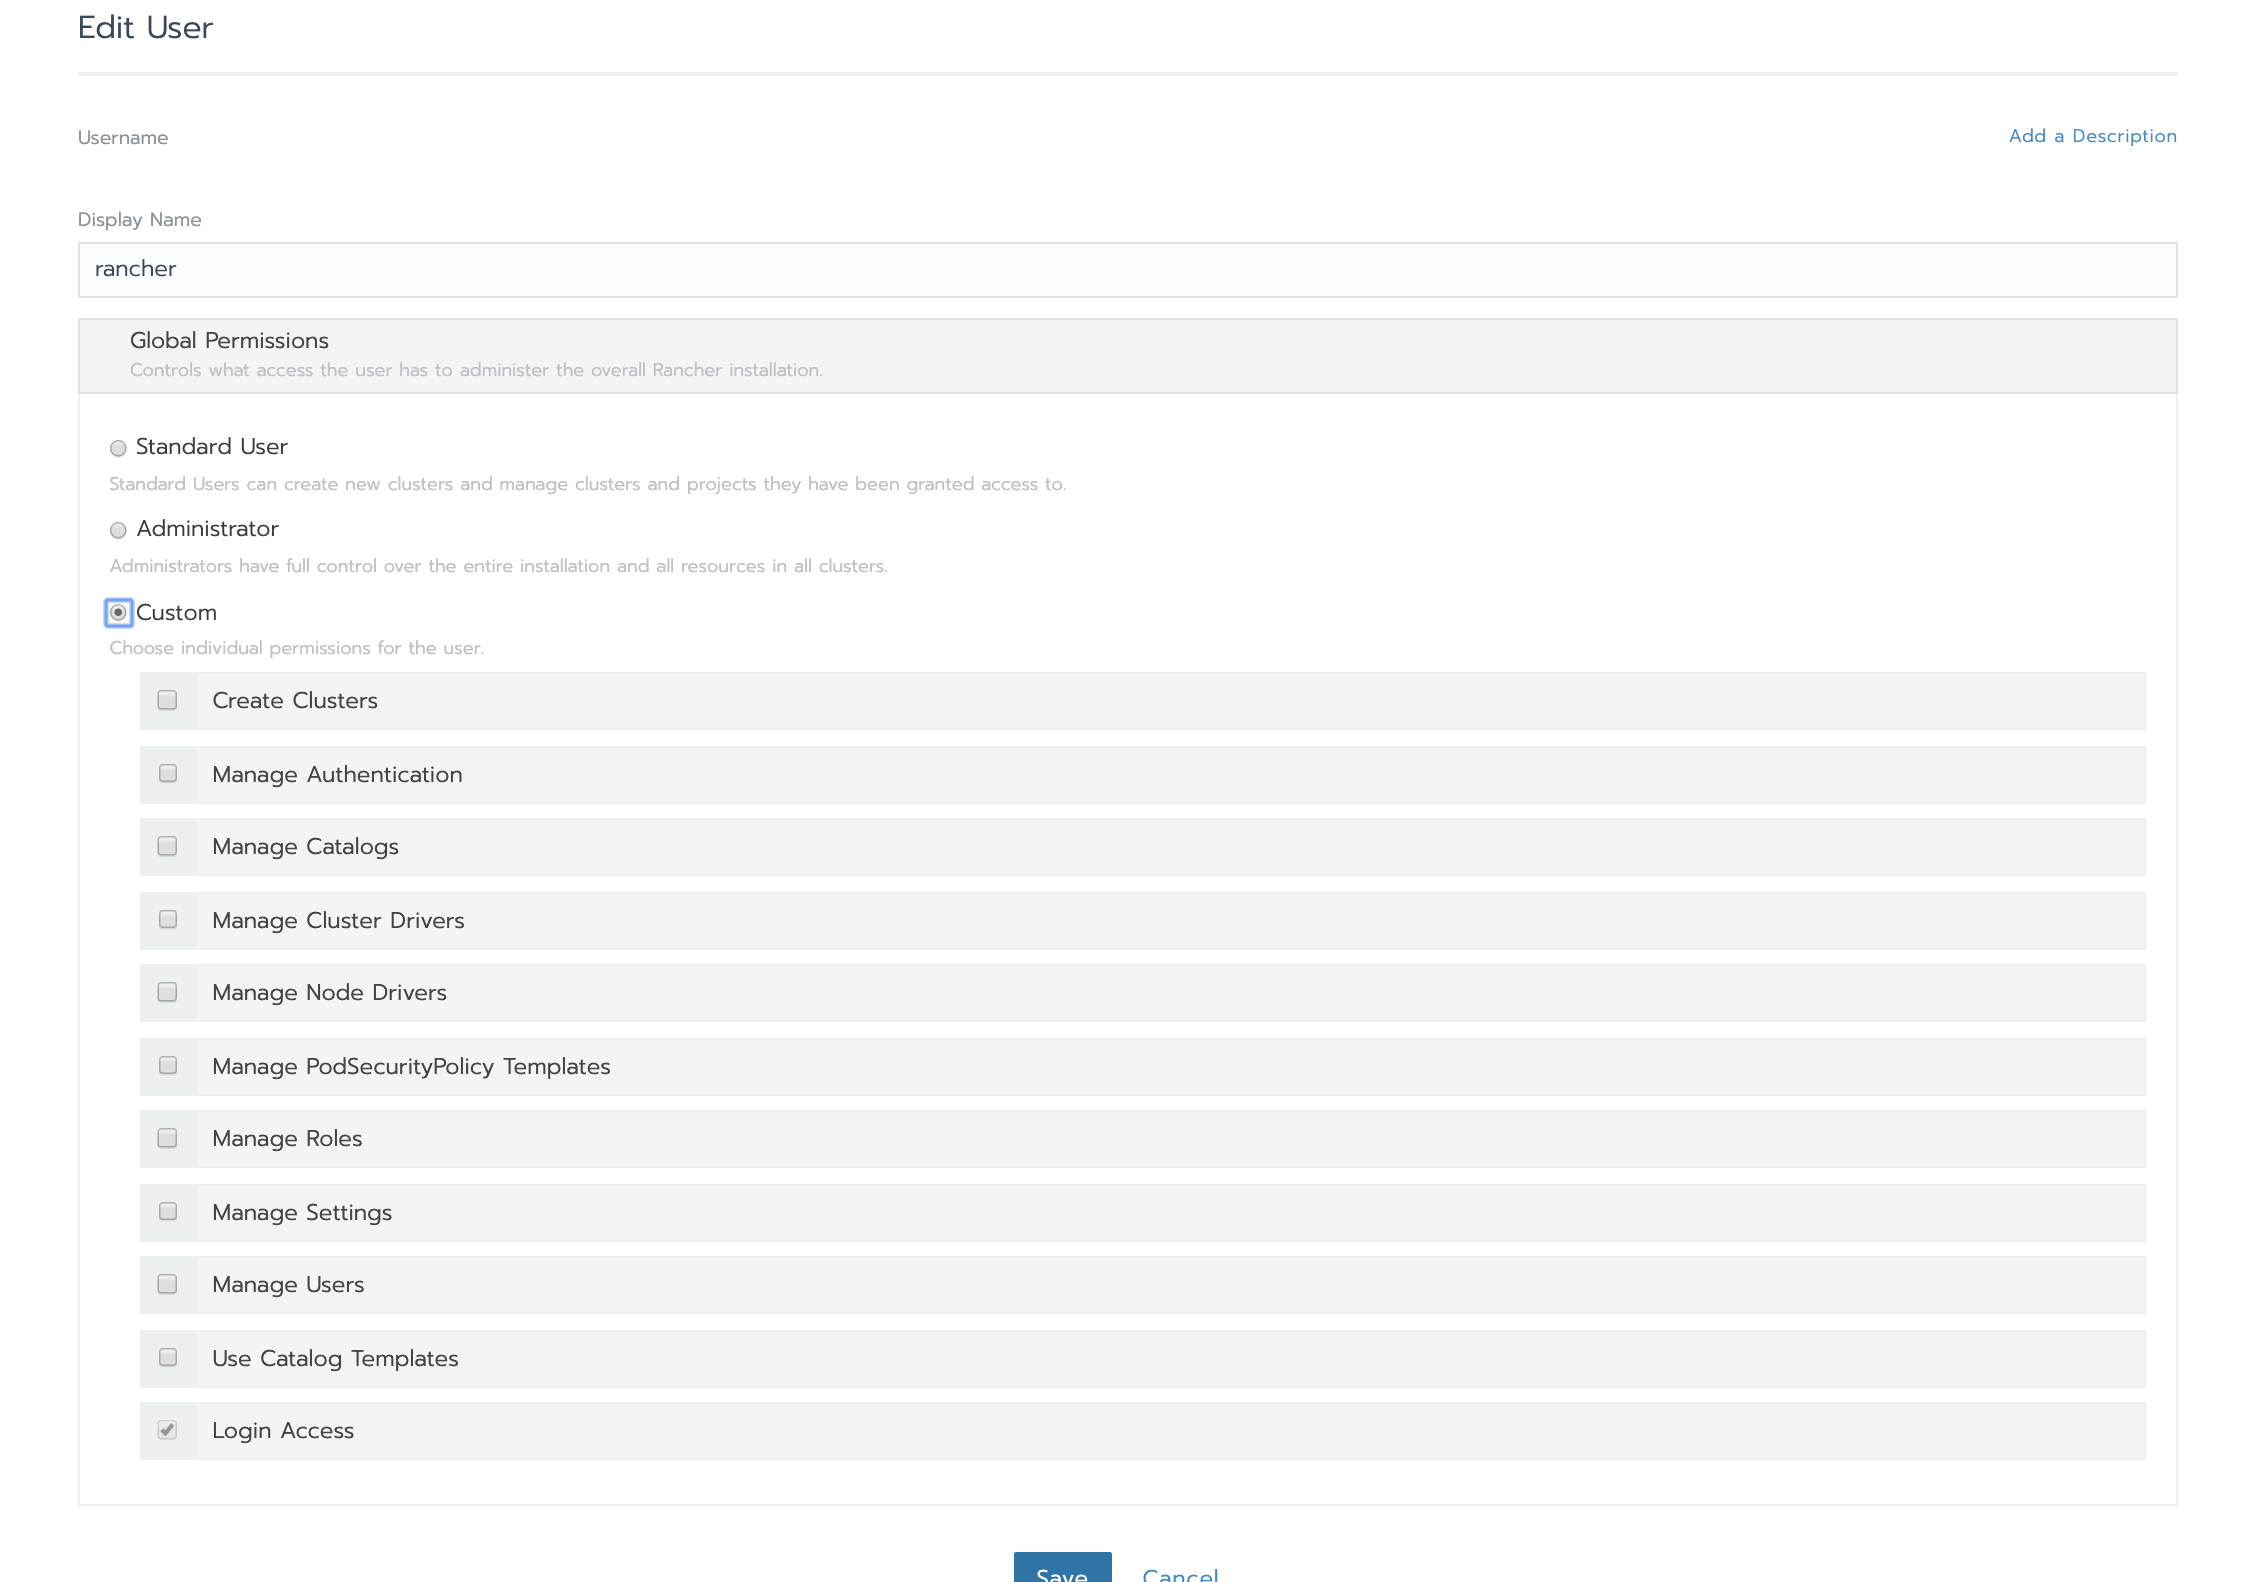 Edit User
Username
Add a Description
Display Name
rancher
Global Permissions
Controls what access the user has to administer the overall Rancher installation.
Standard User
Standard Users can create new clusters and manage clusters and projects they have been granted access to.
Administrator
Administrators have full control over the entire installation and all resources in all clusters.
Custom
Choose individual permissions for the user.
Create Clusters
Manage Authentication
Manage Catalogs
Manage Cluster Drivers
Manage Node Drivers
Manage PodSecurityPolicy Templates
Manage Roles
Manage Settings
Manage Users
Use Catalog Templates
Login Access
Save
Cancel